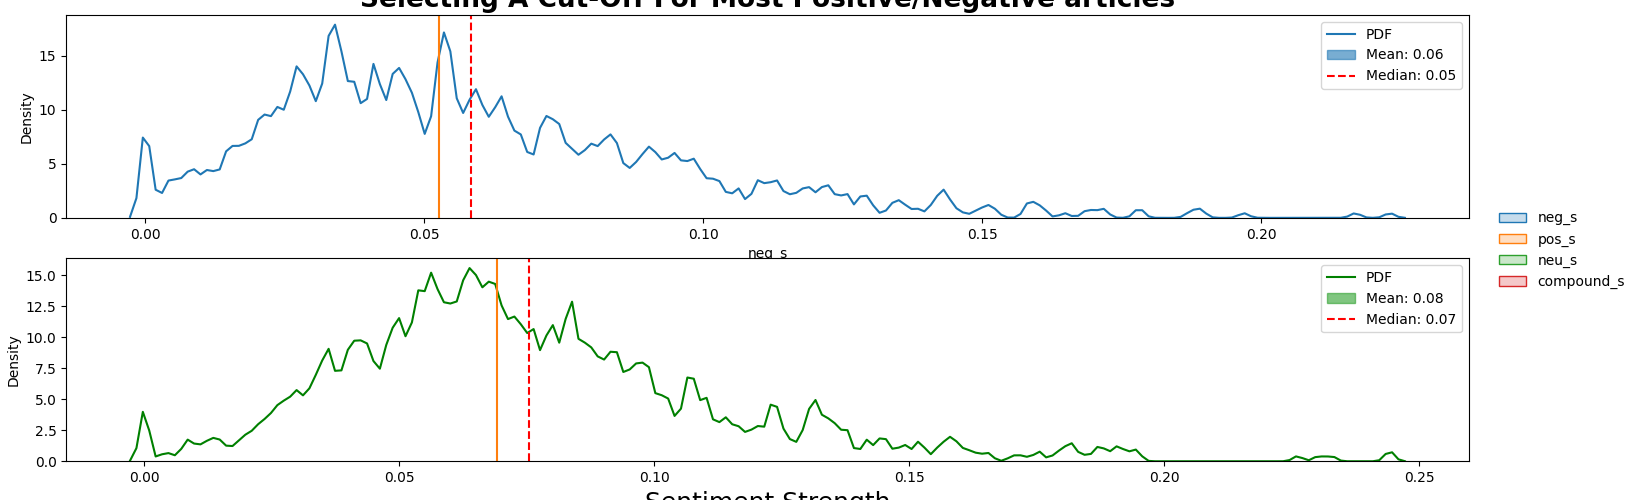 Selecting A Cut-Off For Most Positive/Negative articles
PDF
Mean: 0.06
Median: 0.05
Density
15
10
5
0
0.00 0.05 0.10 0.15 0.20
neg_s
neg_s
pos_s
neu_s
compound_s
PDF
Mean: 0.08
Median: 0.07
Density
15.0
12.5
10.0
7.5
5.0
2.5
0.0
0.00 0.05 0.10 0.15 0.20 0.25
Sentiment Strength